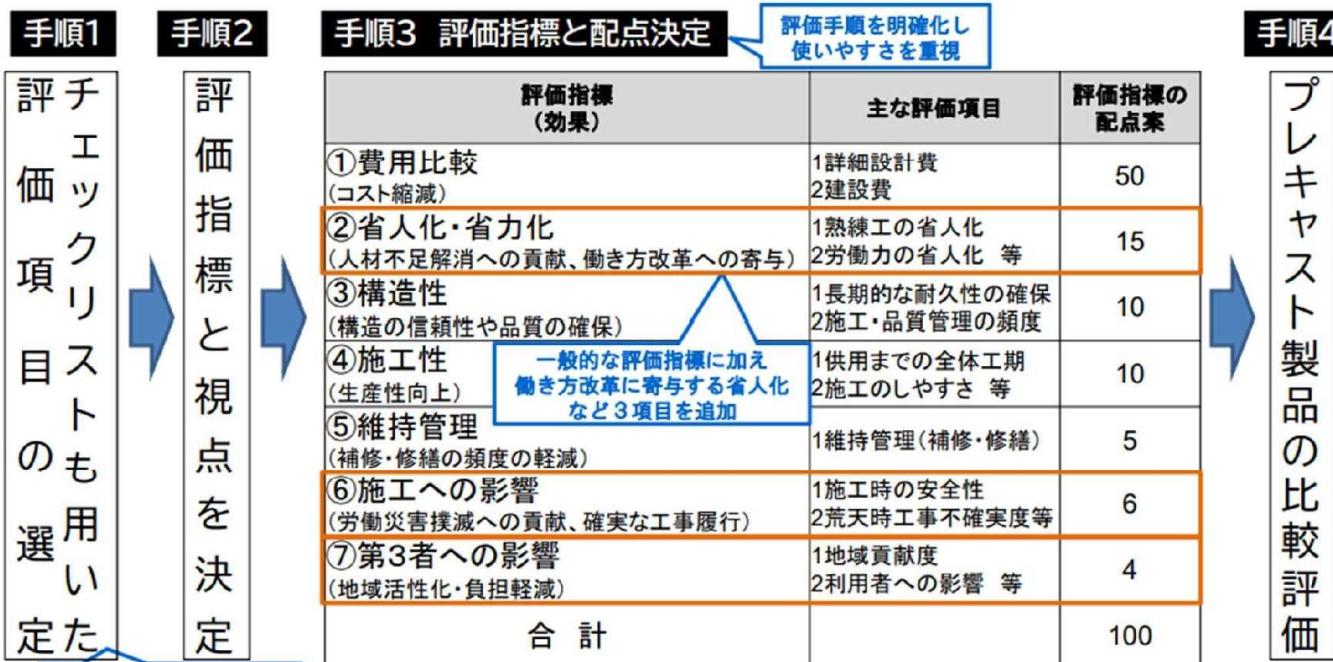 手順1
チェックリストも用いた
評価項目の選定
手順2
評価指標と視点を決定
手順3 評価指標と配点決定
評価手順を明確化し
使いやすさを重視
評価指標
(効果)
主な評価項目
評価指標の
配点案
①費用比較
(コスト縮減)
1詳細設計費
2建設費
50
②省人化・省力化
(人材不足解消への貢献、働き方改革への寄与)
1熟練工の省人化
2労働力の省人化 等
15
③構造性
(構造の信頼性や品質の確保)
1長期的な耐久性の確保
2施工・品質管理の頻度
10
④施工性
(生産性向上)
1供用までの全体工期
2施工のしやすさ 等
10
一般的な評価指標に加え
働き方改革に寄与する省人化
など3項目を追加
⑤維持管理
(補修・修繕の頻度の軽減)
1維持管理(補修・修繕)
5
⑥施工への影響
(労働災害撲滅への貢献、確実な工事履行)
1施工時の安全性
2荒天時工事不確実度等
6
⑦第3者への影響
(地域活性化・負担軽減)
1地域貢献度
2利用者への影響 等
4
合 計
100
手順4
プレキャスト製品の比較評価